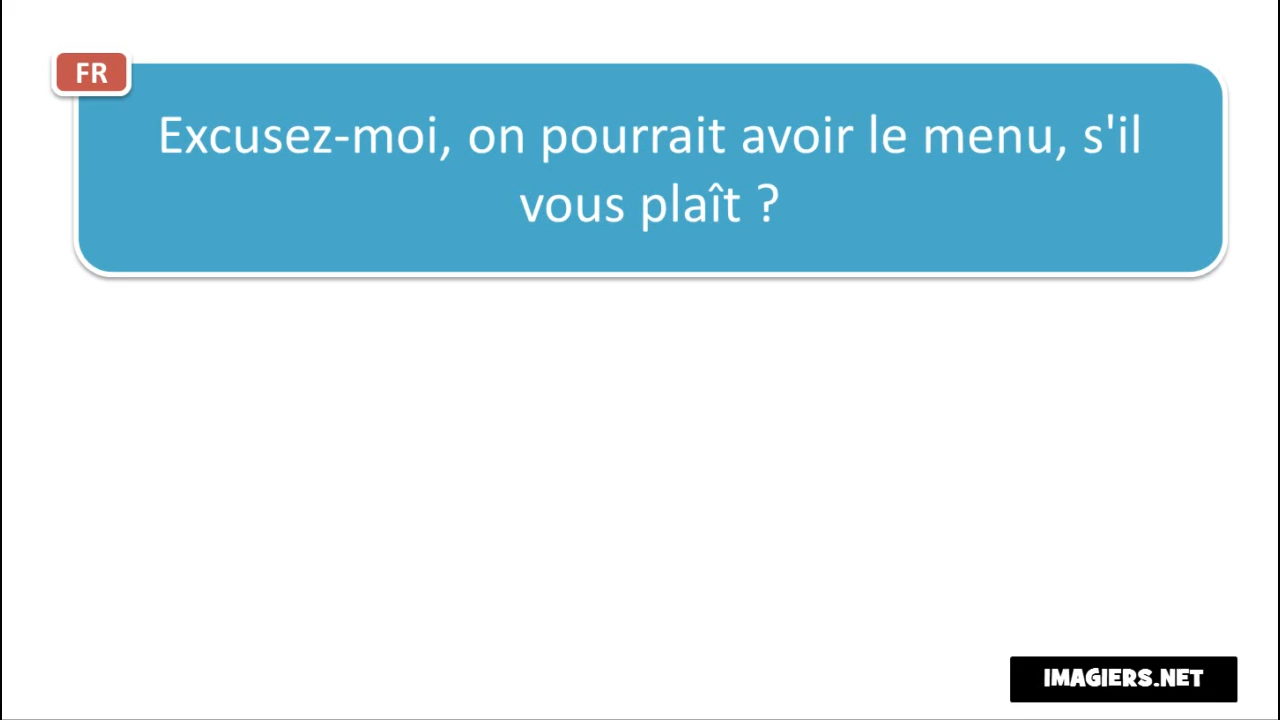 FR
Excusez-moi, on pourrait avoir le menu, s'il
vous plaît ?
IMAGIERS.NET